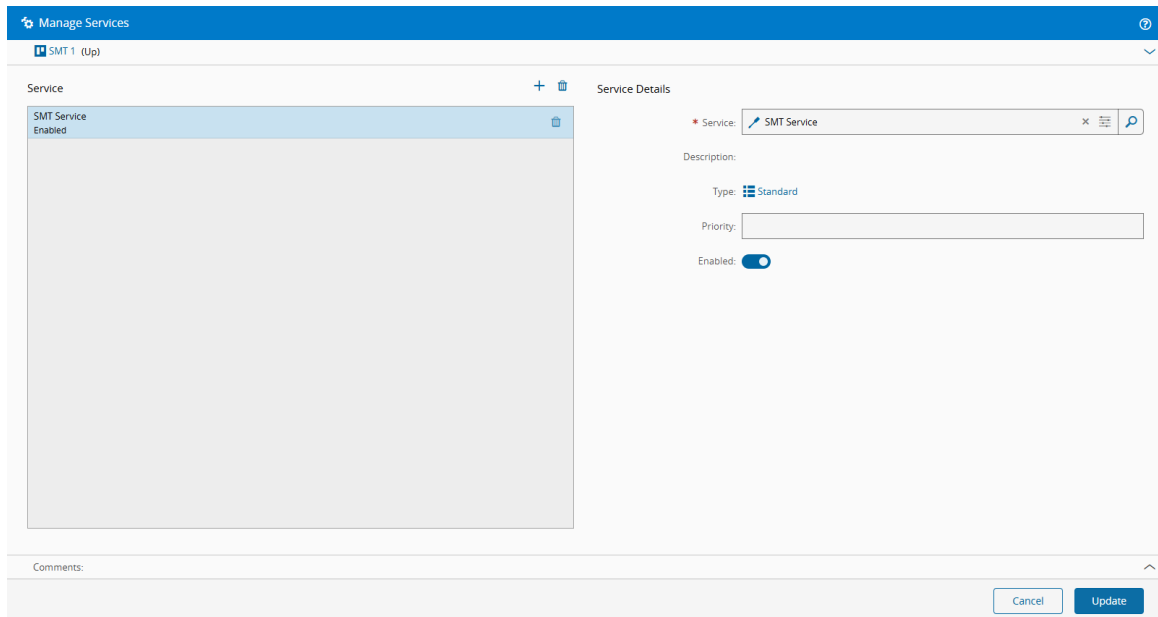 Manage Services
SMT 1 (Up)
Service
SMT Service
Enabled
Service Details
* Service: SMT Service
Description:
Type: Standard
Priority:
Enabled:
Comments:
Cancel Update